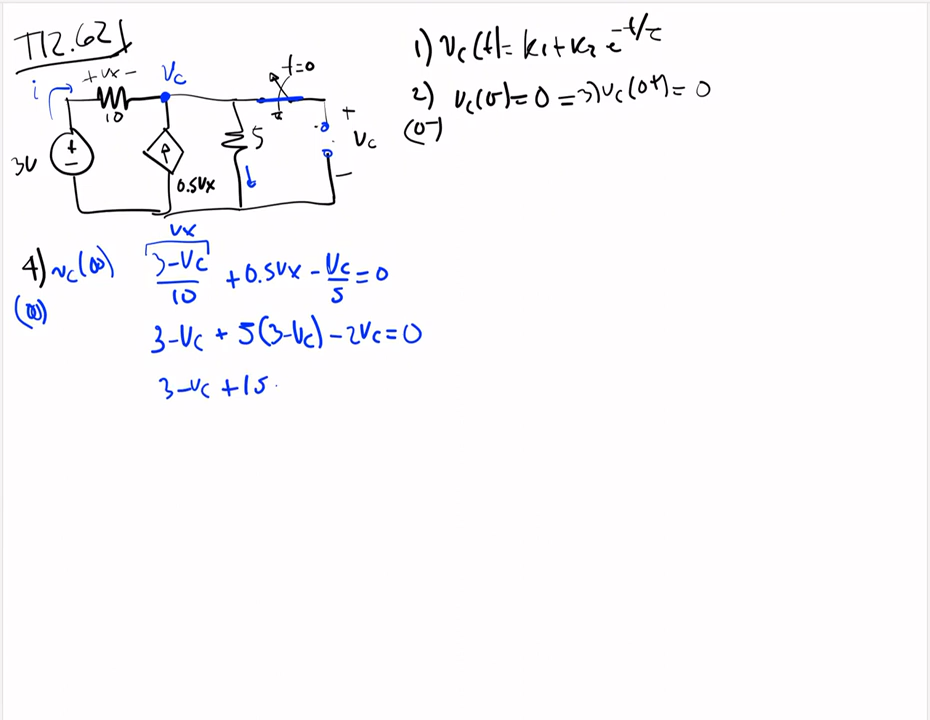 T12.621
1) Vc(t) = K1 + K2 e^-t/τ
2) Vc(0-) = 0 = 3) Vc(0+) = 0
(0-)
i + Vx - Vc t=0
10
3V + - 0.5Vx 5 + Vc -
4) Vc(∞) Vx
(3-Vc)/10 + 0.5Vx - Vc/5 = 0
(∞)
3-Vc + 5(3-Vc) - 2Vc = 0
3-Vc + 15